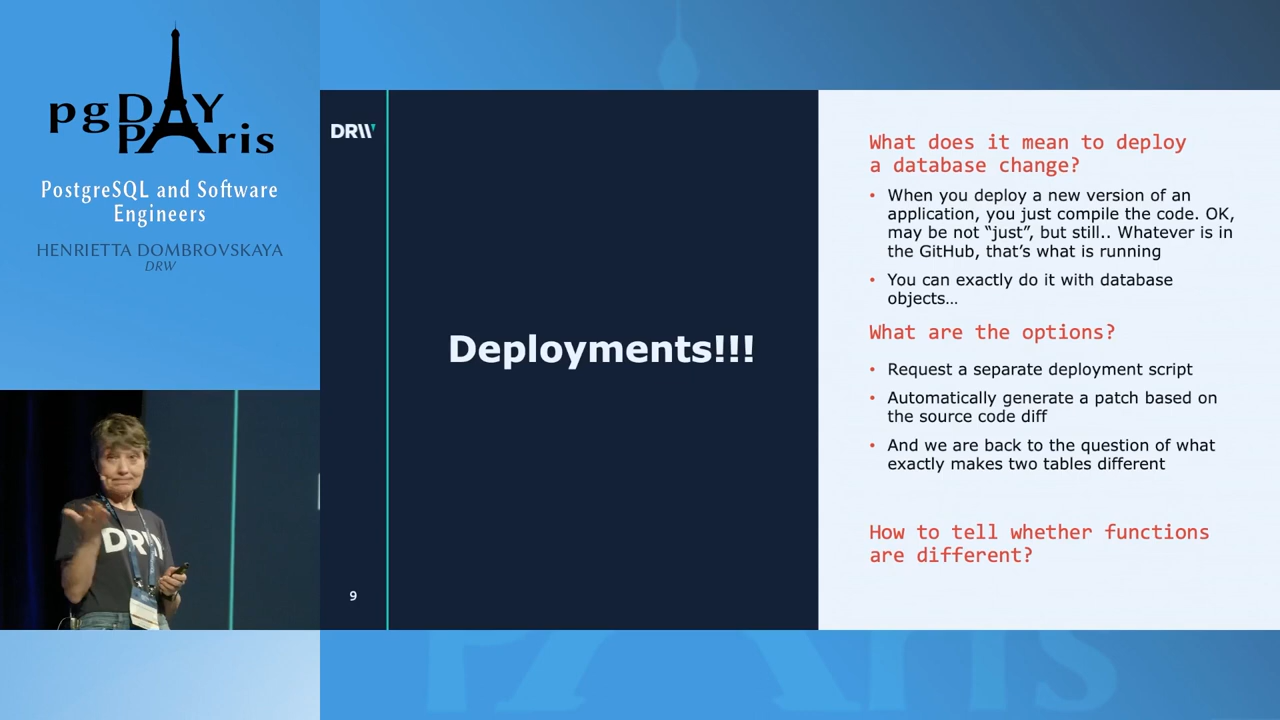 pgDAY
PAris
PostgreSQL and Software
Engineers
HENRIETTA DOMBROVSKAYA
DRW
DRW
DRW
Deployments!!!
9
What does it mean to deploy
a database change?
• When you deploy a new version of an
application, you just compile the code. OK,
may be not “just”, but still.. Whatever is in
the GitHub, that’s what is running
• You can exactly do it with database
objects…
What are the options?
• Request a separate deployment script
• Automatically generate a patch based on
the source code diff
• And we are back to the question of what
exactly makes two tables different
How to tell whether functions
are different?
PAris